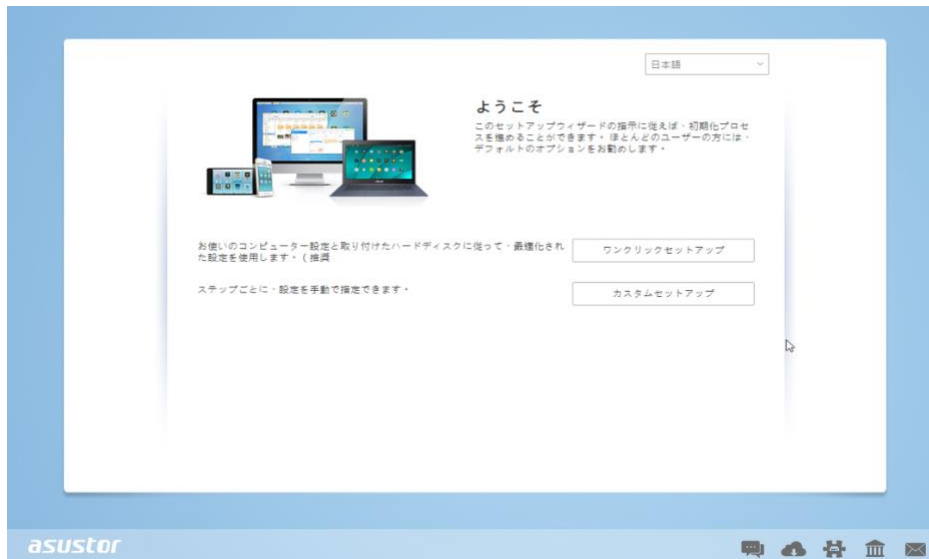 日本語
ようこそ
このセットアップウィザードの指示に従えば、初期化プロセ
スを進めることができます。 ほとんどのユーザーの方には、
デフォルトのオプションをお勧めします。
お使いのコンピューター設定と取り付けたハードディスクに従って、最適化され
た設定を使用します。(推奨
ワンクリックセットアップ
ステップごとに、設定を手動で指定できます。
カスタムセットアップ
asustor